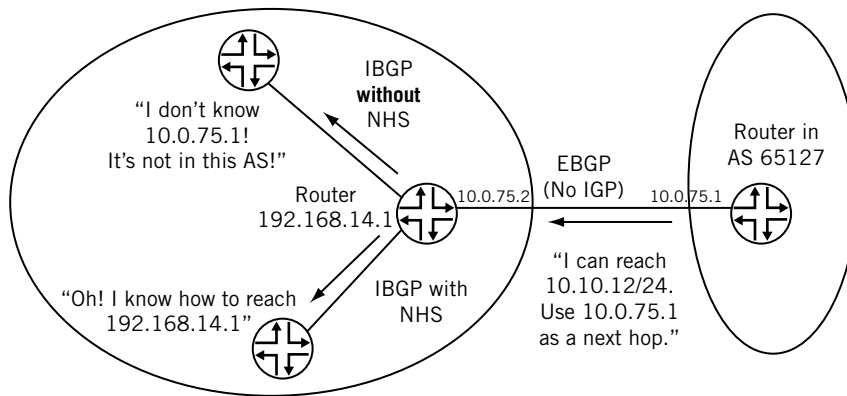 IBGP
without
NHS
“I don’t know
10.0.75.1!
It’s not in this AS!”
Router in
AS 65127
EBGP
(No IGP)
Router
192.168.14.1
10.0.75.2
10.0.75.1
“I can reach
10.10.12/24.
Use 10.0.75.1
as a next hop.”
“Oh! I know how to reach
192.168.14.1”
IBGP with
NHS